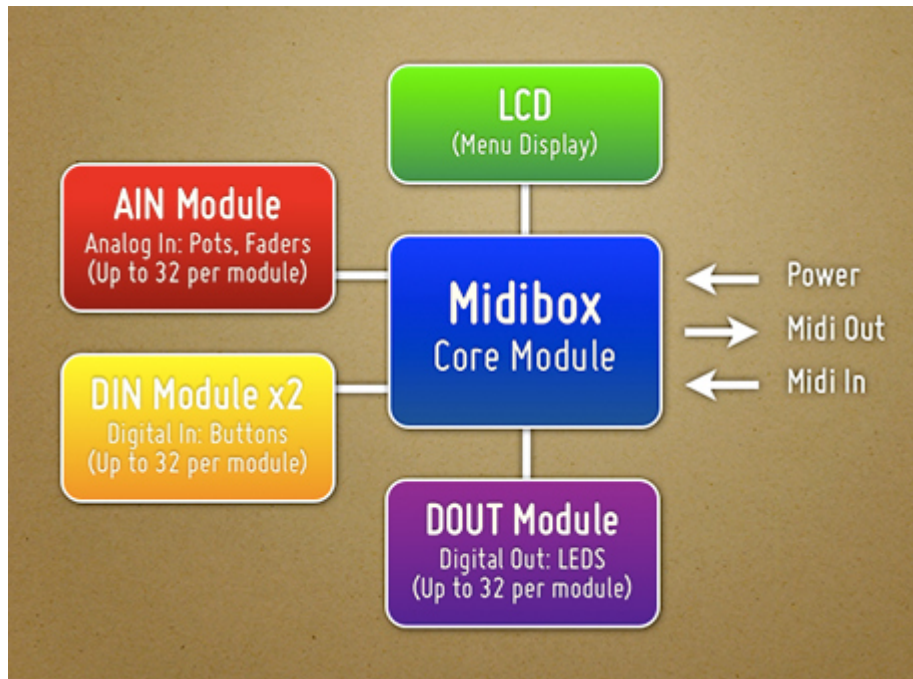 LCD
(Menu Display)
AIN Module
Analog In: Pots, Faders
(Up to 32 per module)
Midibox
Core Module
Power
Midi Out
Midi In
DIN Module x2
Digital In: Buttons
(Up to 32 per module)
DOUT Module
Digital Out: LEDS
(Up to 32 per module)